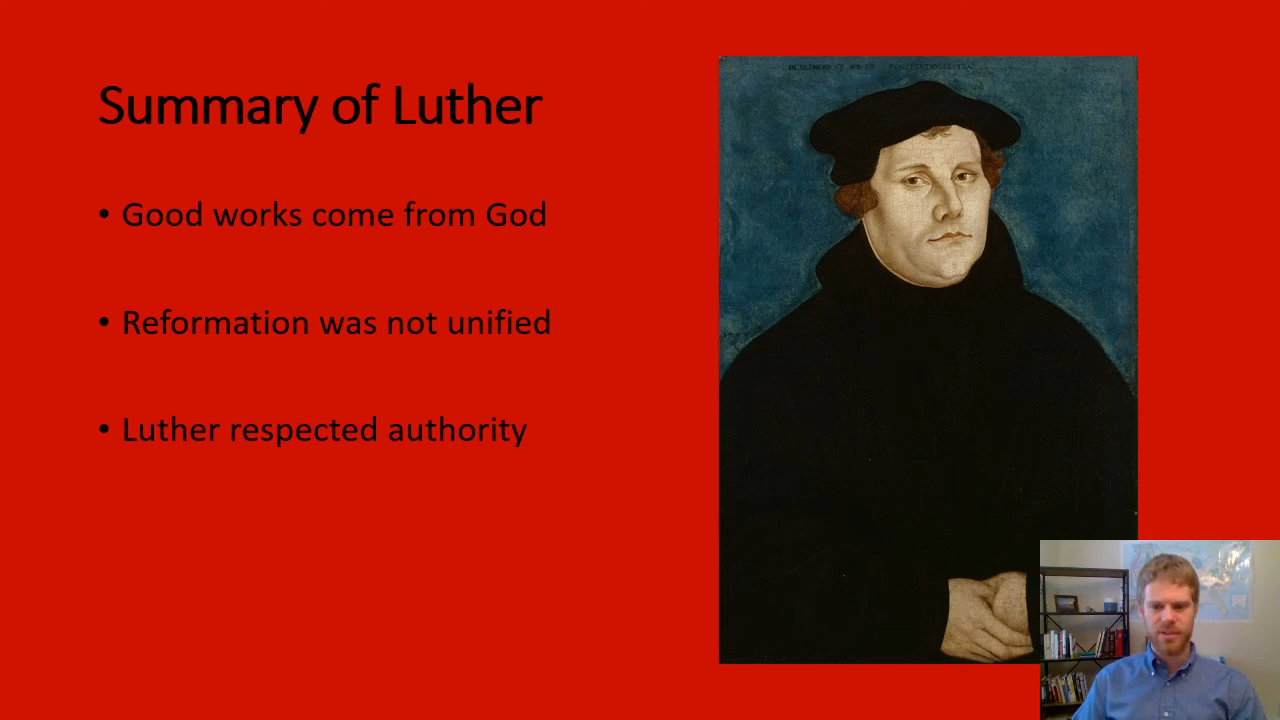 Summary of Luther
• Good works come from God
• Reformation was not unified
• Luther respected authority